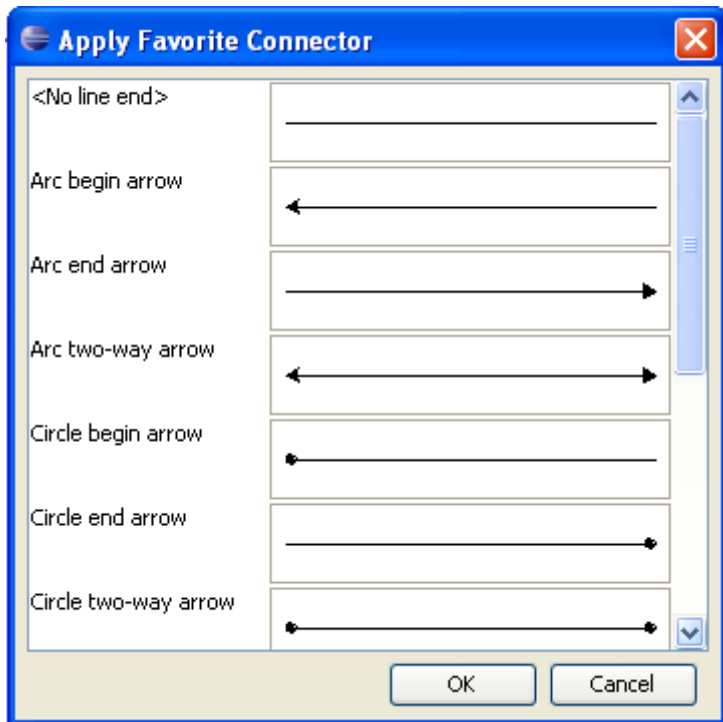 Apply Favorite Connector
<No line end>
Arc begin arrow
Arc end arrow
Arc two-way arrow
Circle begin arrow
Circle end arrow
Circle two-way arrow
OK
Cancel